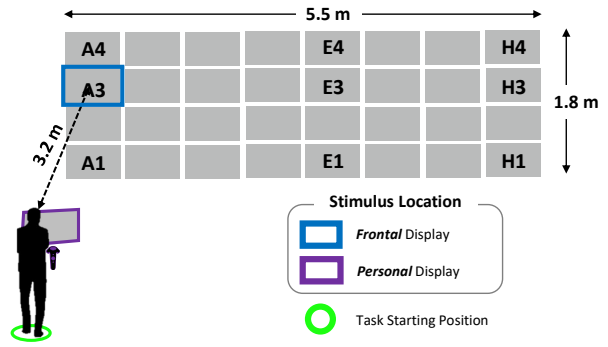 5.5 m
A4 E4 H4
A3 E3 H3
1.8 m
3.2 m
A1 E1 H1
Stimulus Location
Frontal Display
Personal Display
Task Starting Position